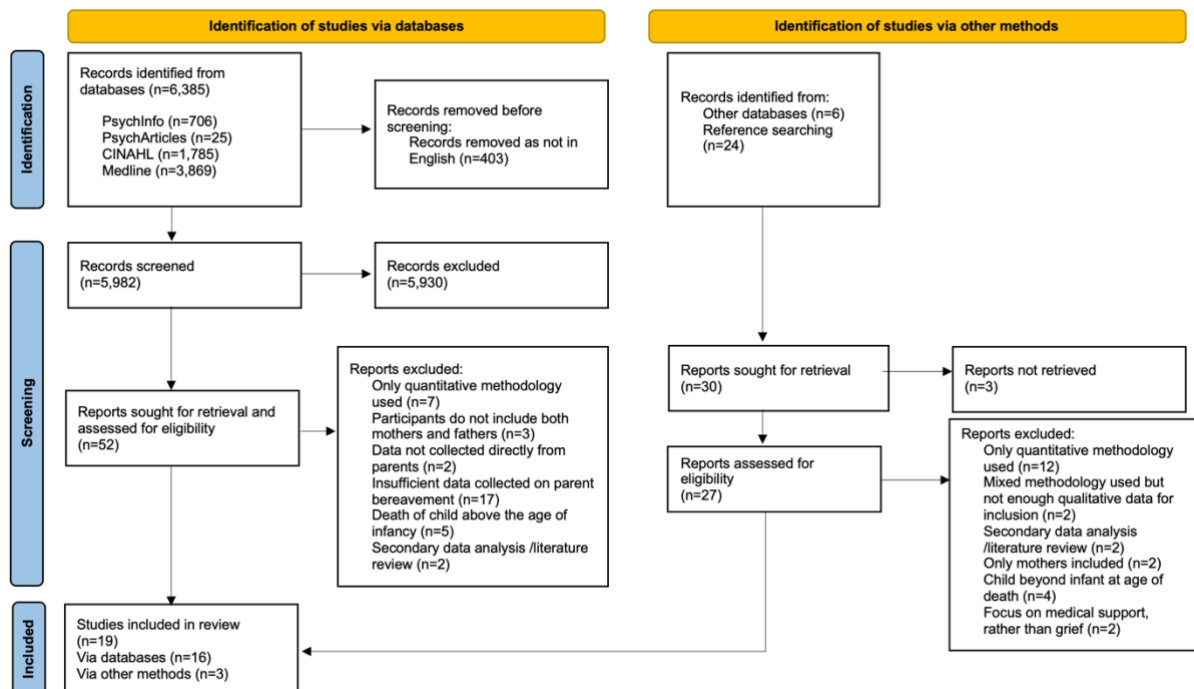 Identification of studies via databases
Identification of studies via other methods
Identification
Records identified from
databases (n=6,385)
PsychInfo (n=706)
PsychArticles (n=25)
CINAHL (n=1,785)
Medline (n=3,869)
Records removed before
screening:
Records removed as not in
English (n=403)
Records identified from:
Other databases (n=6)
Reference searching
(n=24)
Screening
Records screened
(n=5,982)
Records excluded
(n=5,930)
Reports sought for retrieval and
assessed for eligibility
(n=52)
Reports excluded:
Only quantitative methodology
used (n=7)
Participants do not include both
mothers and fathers (n=3)
Data not collected directly from
parents (n=2)
Insufficient data collected on parent
bereavement (n=17)
Death of child above the age of
infancy (n=5)
Secondary data analysis /literature
review (n=2)
Reports sought for retrieval
(n=30)
Reports not retrieved
(n=3)
Reports assessed for
eligibility
(n=27)
Reports excluded:
Only quantitative methodology
used (n=12)
Mixed methodology used but
not enough qualitative data for
inclusion (n=2)
Secondary data analysis
/literature review (n=2)
Only mothers included (n=2)
Child beyond infant at age of
death (n=4)
Focus on medical support,
rather than grief (n=2)
Included
Studies included in review
(n=19)
Via databases (n=16)
Via other methods (n=3)